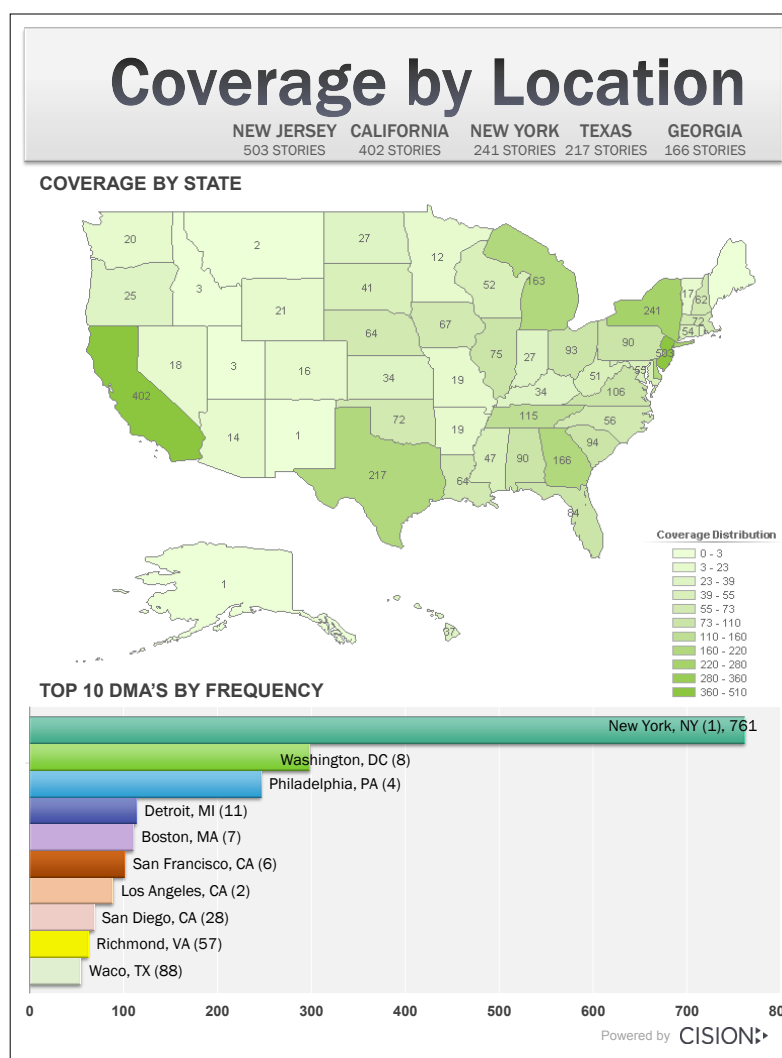 Coverage by Location
NEW JERSEY CALIFORNIA NEW YORK TEXAS GEORGIA
503 STORIES 402 STORIES 241 STORIES 217 STORIES 166 STORIES
COVERAGE BY STATE
20
2
27
12
52
163
241
17
62
72
54
25
3
21
41
64
67
75
27
93
90
503
402
18
3
16
34
19
34
51
55
106
14
1
72
19
115
56
94
217
64
47
90
166
84
1
37
Coverage Distribution
0 - 3
3 - 23
23 - 39
39 - 55
55 - 73
73 - 110
110 - 160
160 - 220
220 - 280
280 - 360
360 - 510
TOP 10 DMA'S BY FREQUENCY
New York, NY (1), 761
Washington, DC (8)
Philadelphia, PA (4)
Detroit, MI (11)
Boston, MA (7)
San Francisco, CA (6)
Los Angeles, CA (2)
San Diego, CA (28)
Richmond, VA (57)
Waco, TX (88)
0 100 200 300 400 500 600 700
Powered by CISION